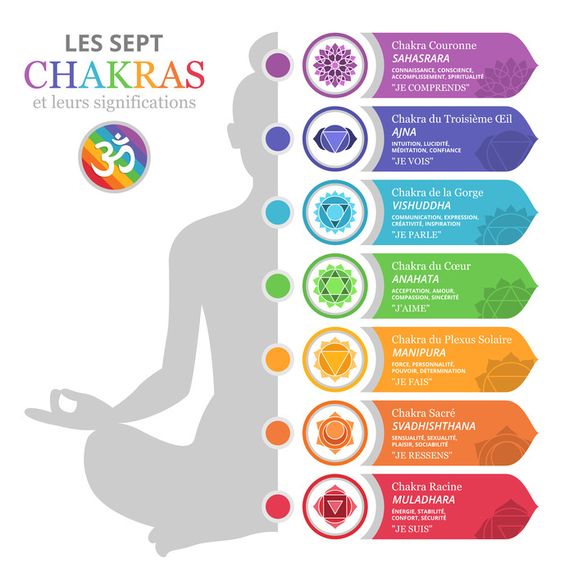 LES SEPT
CHAKRAS
et leurs significations
ॐ
Chakra Couronne
SAHASRARA
CONNAISSANCE, CONSCIENCE,
ACCOMPLISSEMENT, SPIRITUALITÉ
"JE COMPRENDS"
Chakra du Troisième Œil
AJNA
INTUITION, LUCIDITÉ,
MÉDITATION, CONFIANCE
"JE VOIS"
Chakra de la Gorge
VISHUDDHA
COMMUNICATION, EXPRESSION,
CRÉATIVITÉ, INSPIRATION
"JE PARLE"
Chakra du Cœur
ANAHATA
ACCEPTATION, AMOUR,
COMPASSION, SINCÉRITÉ
"J'AIME"
Chakra du Plexus Solaire
MANIPURA
FORCE, PERSONNALITÉ,
POUVOIR, DÉTERMINATION
"JE FAIS"
Chakra Sacré
SVADHISHTHANA
SENSUALITÉ, SEXUALITÉ,
PLAISIR, SOCIABILITÉ
"JE RESSENS"
Chakra Racine
MULADHARA
ÉNERGIE, STABILITÉ,
CONFORT, SÉCURITÉ
"JE SUIS"